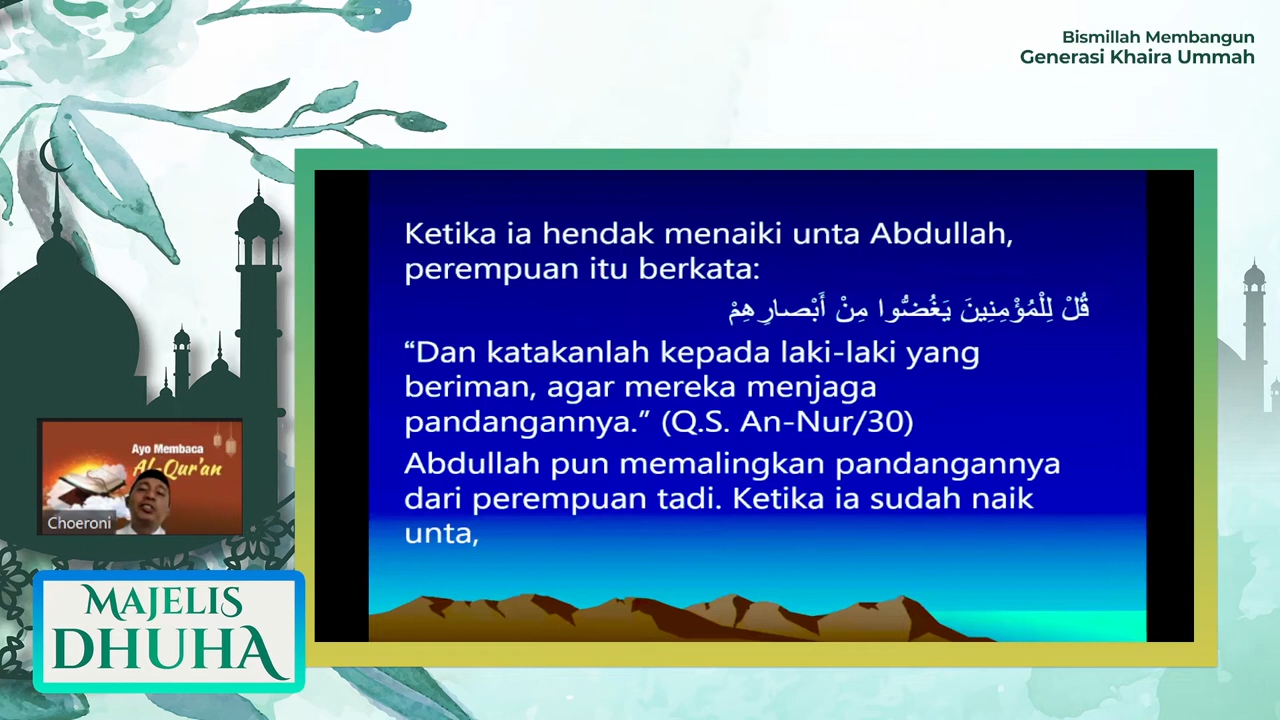 Bismillah Membangun
Generasi Khaira Ummah
Ketika ia hendak menaiki unta Abdullah,
perempuan itu berkata:
قُلْ لِلْمُؤْمِنِينَ يَغُضُّوا مِنْ أَبْصارِهِمْ
“Dan katakanlah kepada laki-laki yang
beriman, agar mereka menjaga
pandangannya.” (Q.S. An-Nur/30)
Abdullah pun memalingkan pandangannya
dari perempuan tadi. Ketika ia sudah naik
unta,
Ayo Membaca
Al-Qur'an
Choeroni
MAJELIS
DHUHA